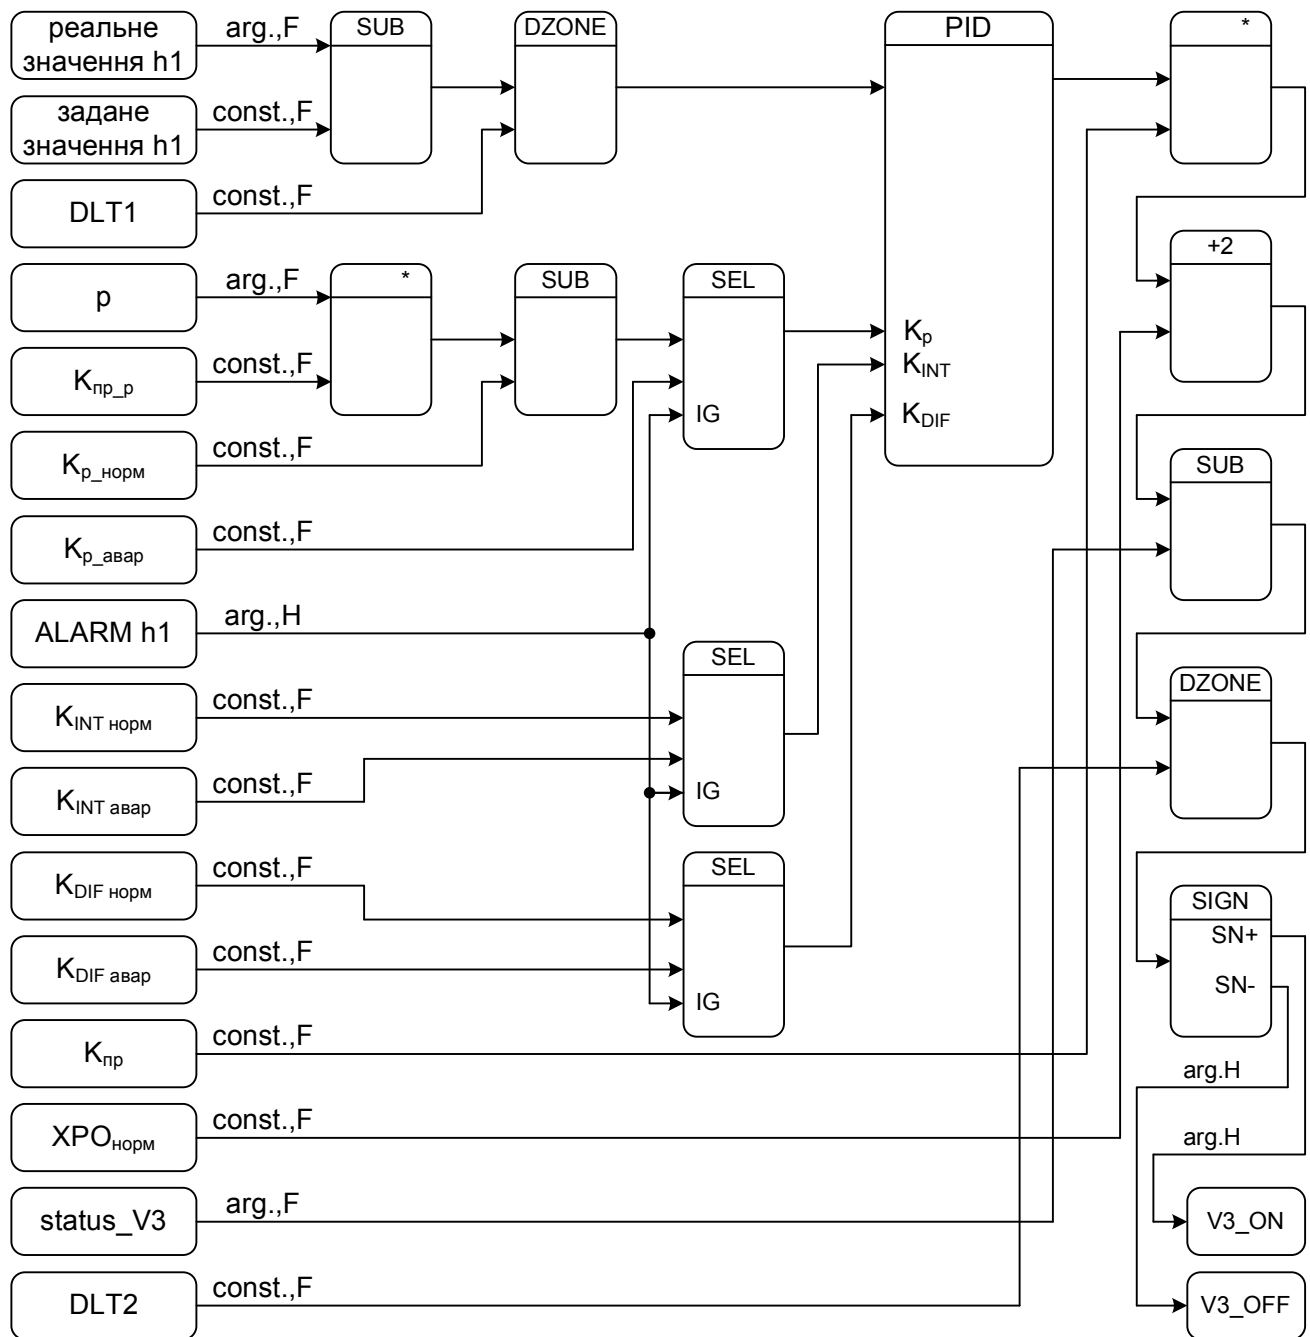 реальне
значення h1
arg.,F
SUB
DZONE
PID
*
задане
значення h1
const.,F
DLT1
const.,F
p
arg.,F
*
SUB
SEL
+2
Kпр_р
const.,F
Kp
KINT
IG
KDIF
Kр_норм
const.,F
SUB
Kр_авар
const.,F
ALARM h1
arg.,H
SEL
DZONE
KINT норм
const.,F
KINT авар
const.,F
IG
KDIF норм
const.,F
SEL
SIGN
SN+
KDIF авар
const.,F
SN-
IG
Kпр
const.,F
arg.H
XPOнорм
const.,F
arg.H
status_V3
arg.,F
V3_ON
DLT2
const.,F
V3_OFF